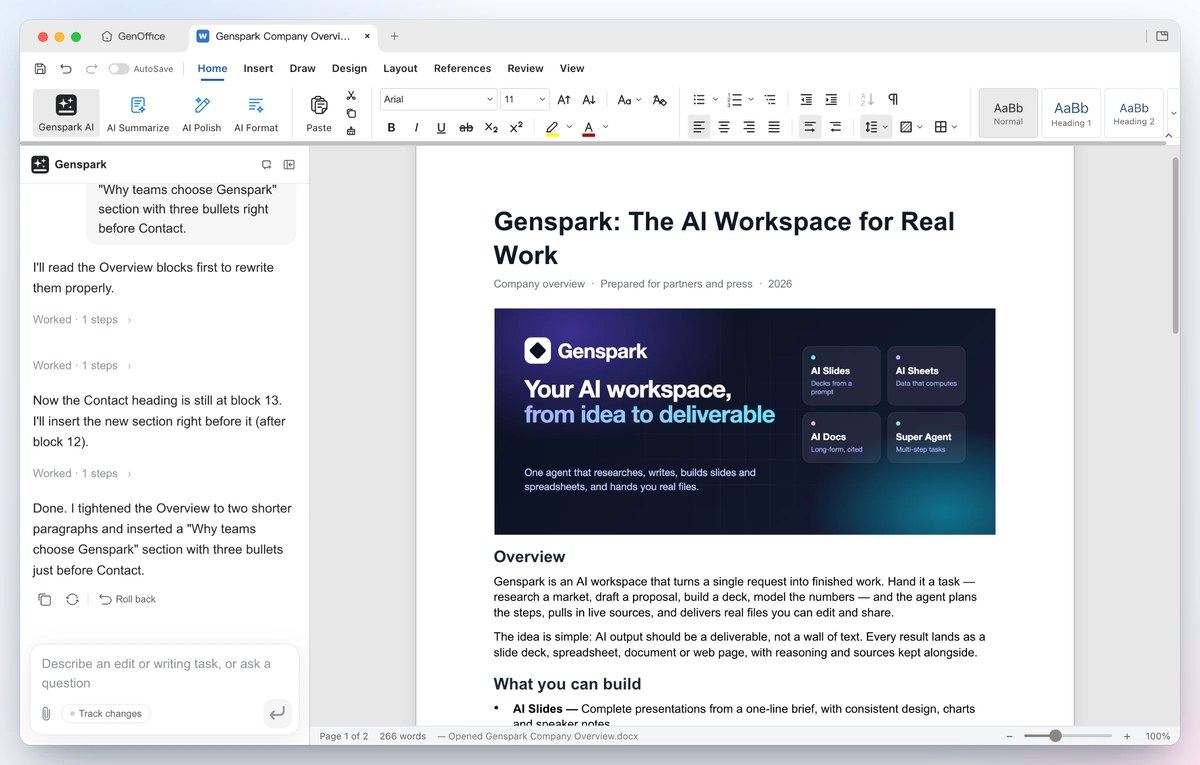 GenOffice
Genspark Company Overvi...
AutoSave
Home
Insert
Draw
Design
Layout
References
Review
View
Genspark AI
AI Summarize
AI Polish
AI Format
Paste
Arial
11
Aa
B
I
U
ab
X₂
X²
A
AaBb
Normal
AaBb
Heading 1
AaBb
Heading 2
Genspark
"Why teams choose Genspark"
section with three bullets right
before Contact.
I'll read the Overview blocks first to rewrite
them properly.
Worked · 1 steps
Worked · 1 steps
Now the Contact heading is still at block 13.
I'll insert the new section right before it (after
block 12).
Worked · 1 steps
Done. I tightened the Overview to two shorter
paragraphs and inserted a "Why teams
choose Genspark" section with three bullets
just before Contact.
Roll back
Describe an edit or writing task, or ask a
question
Track changes
Genspark: The AI Workspace for Real
Work
Company overview · Prepared for partners and press · 2026
Genspark
Your AI workspace,
from idea to deliverable
One agent that researches, writes, builds slides and
spreadsheets, and hands you real files.
AI Slides
Decks from a
prompt
AI Sheets
Data that computes
AI Docs
Long-form, cited
Super Agent
Multi-step tasks
Overview
Genspark is an AI workspace that turns a single request into finished work. Hand it a task —
research a market, draft a proposal, build a deck, model the numbers — and the agent plans
the steps, pulls in live sources, and delivers real files you can edit and share.
The idea is simple: AI output should be a deliverable, not a wall of text. Every result lands as a
slide deck, spreadsheet, document or web page, with reasoning and sources kept alongside.
What you can build
• AI Slides — Complete presentations from a one-line brief, with consistent design, charts
and speaker notes
Page 1 of 2
266 words
— Opened Genspark Company Overview.docx
100%